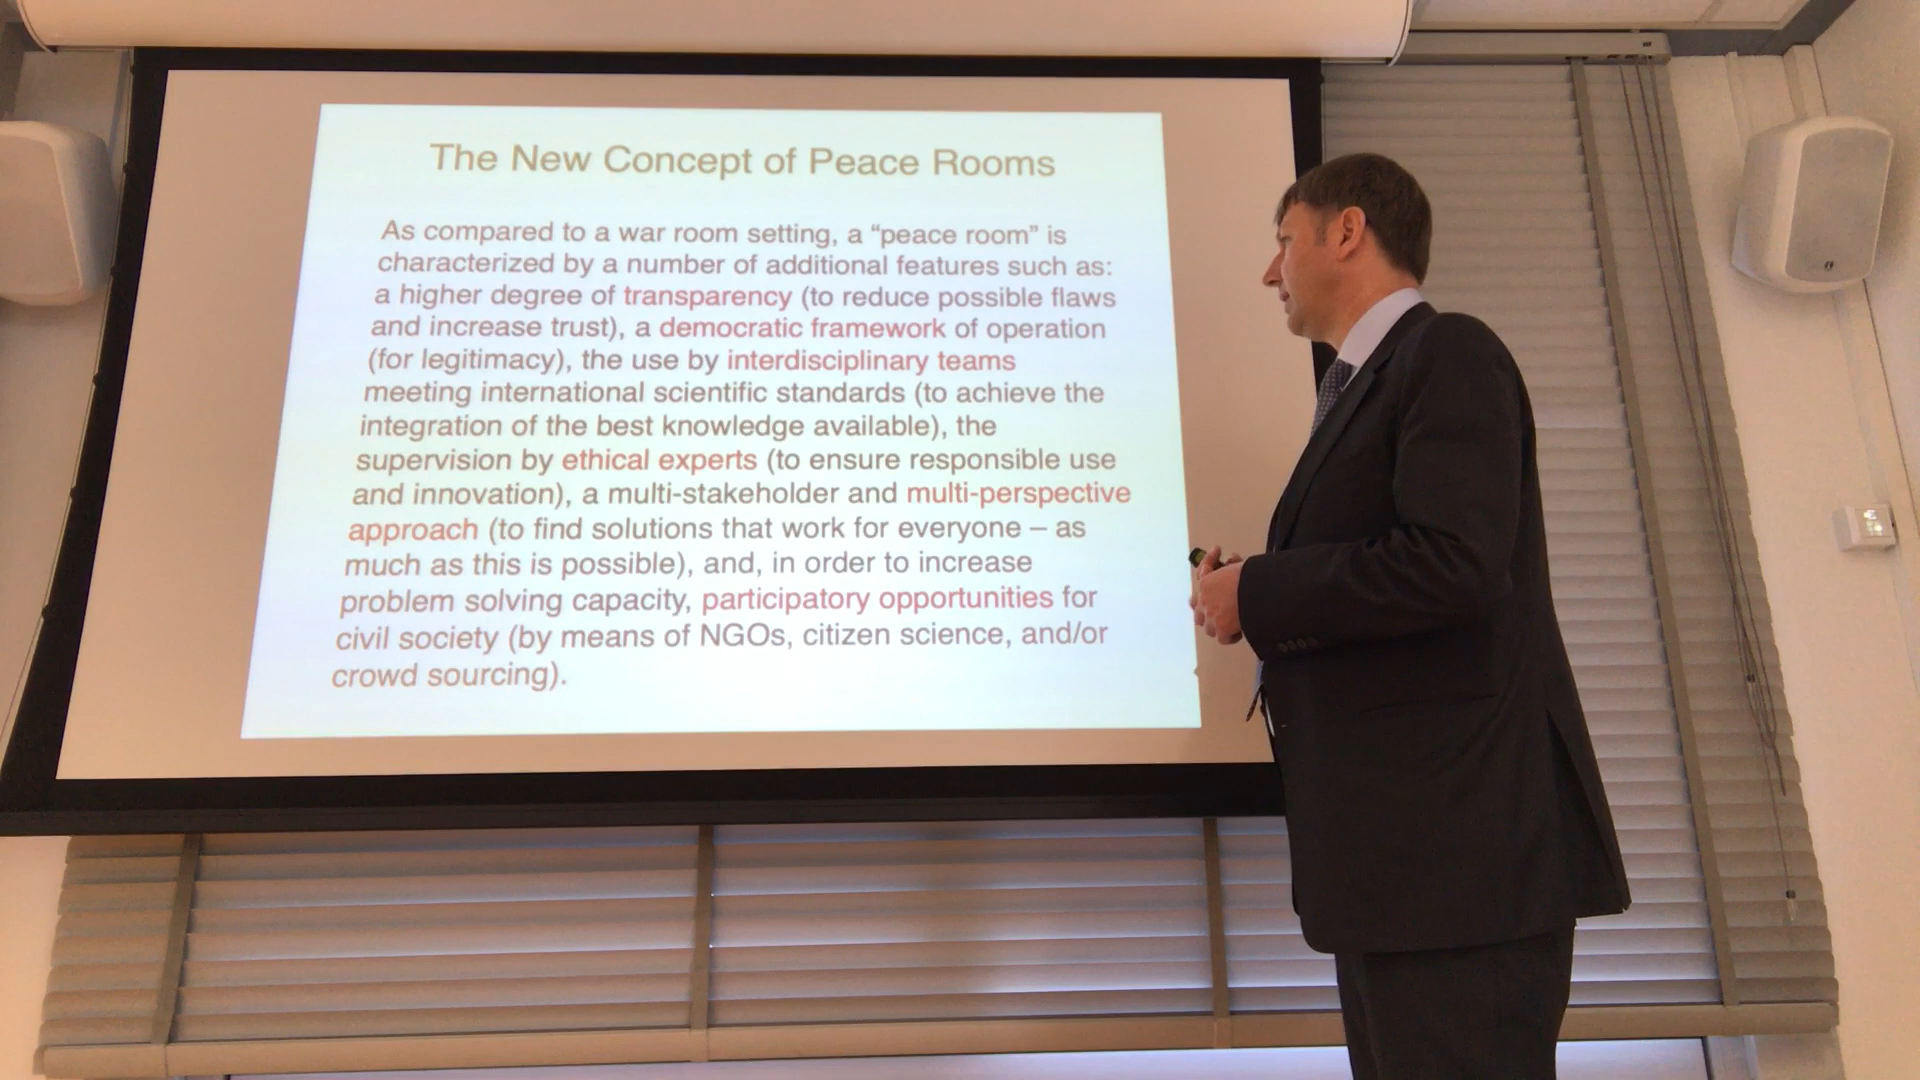 The New Concept of Peace Rooms
As compared to a war room setting, a “peace room” is
characterized by a number of additional features such as:
a higher degree of transparency (to reduce possible flaws
and increase trust), a democratic framework of operation
(for legitimacy), the use by interdisciplinary teams
meeting international scientific standards (to achieve the
integration of the best knowledge available), the
supervision by ethical experts (to ensure responsible use
and innovation), a multi-stakeholder and multi-perspective
approach (to find solutions that work for everyone – as
much as this is possible), and, in order to increase
problem solving capacity, participatory opportunities for
civil society (by means of NGOs, citizen science, and/or
crowd sourcing).